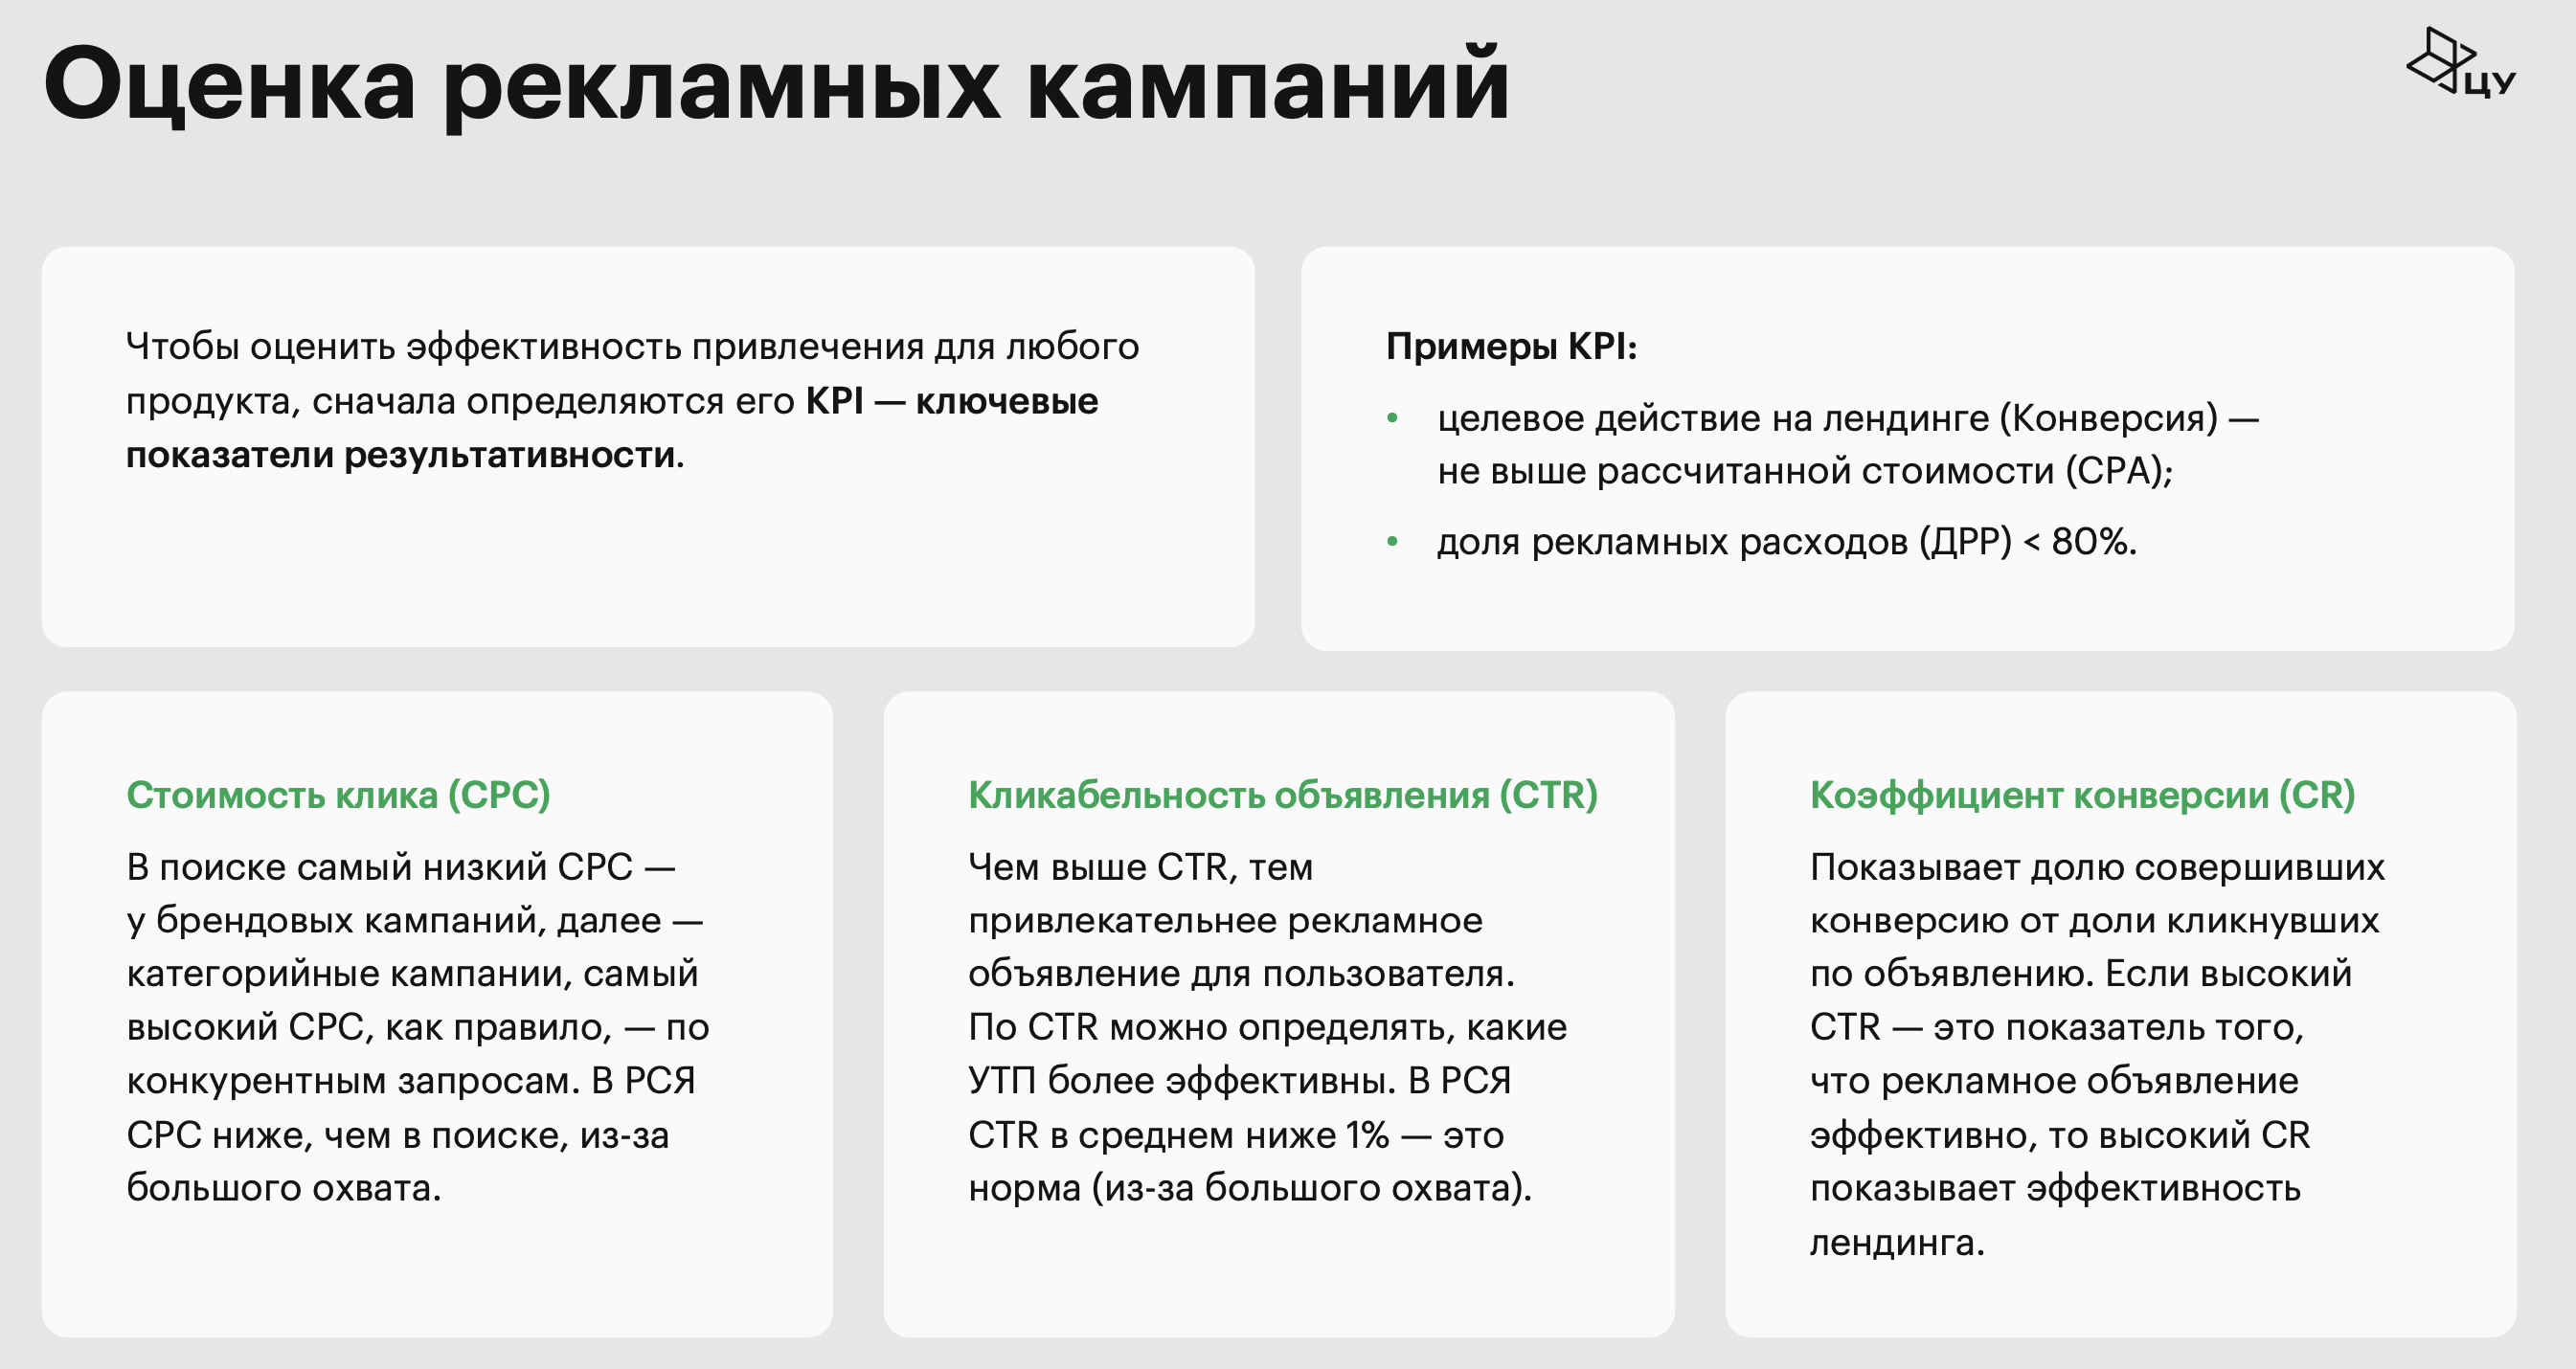 Оценка рекламных кампаний
ЦУ
Чтобы оценить эффективность привлечения для любого
продукта, сначала определяются его KPI — ключевые
показатели результативности.
Примеры KPI:
• целевое действие на лендинге (Конверсия) —
не выше рассчитанной стоимости (CPA);
• доля рекламных расходов (ДРР) < 80%.
Стоимость клика (CPC)
В поиске самый низкий CPC —
у брендовых кампаний, далее —
категорийные кампании, самый
высокий CPC, как правило, — по
конкурентным запросам. В РСЯ
CPC ниже, чем в поиске, из-за
большого охвата.
Кликабельность объявления (CTR)
Чем выше CTR, тем
привлекательнее рекламное
объявление для пользователя.
По CTR можно определять, какие
УТП более эффективны. В РСЯ
CTR в среднем ниже 1% — это
норма (из-за большого охвата).
Коэффициент конверсии (CR)
Показывает долю совершивших
конверсию от доли кликнувших
по объявлению. Если высокий
CTR — это показатель того,
что рекламное объявление
эффективно, то высокий CR
показывает эффективность
лендинга.